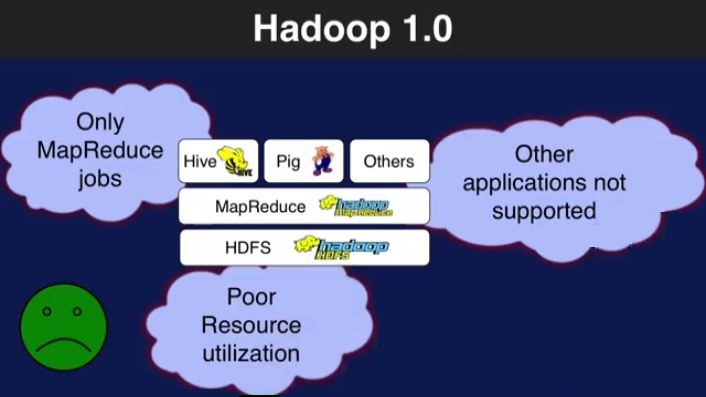 Hadoop 1.0
Only
MapReduce
jobs
Hive
HIVE
Pig
Others
Other
applications not
supported
MapReduce
hadoop
MapReduce
HDFS
hadoop
HDFS
Poor
Resource
utilization